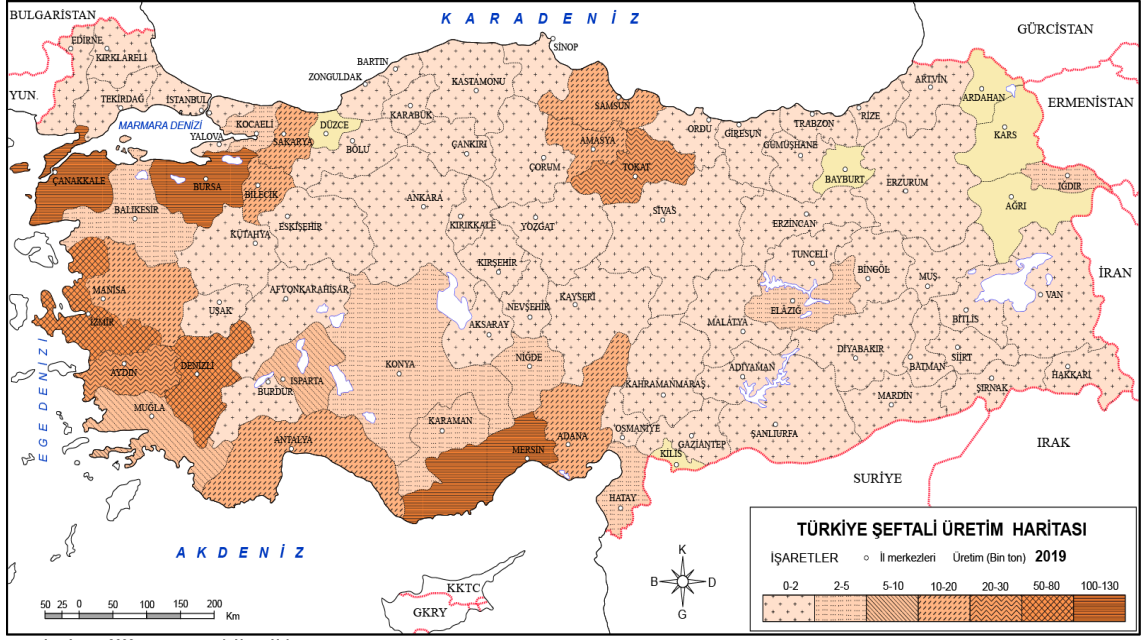 KARADENİZ
BULGARİSTAN
GÜRCİSTAN
YUN.
ERMENİSTAN
İRAN
IRAK
SURİYE
MARMARA DENİZİ
EGE DENİZİ
AKDENİZ
KKTC
GKRY
EDİRNE
KIRKLARELİ
TEKİRDAĞ
İSTANBUL
YALOVA
KOCAELİ
SAKARYA
DÜZCE
BOLU
ZONGULDAK
BARTIN
KARABÜK
KASTAMONU
SİNOP
ÇANKIRI
SAMSUN
AMASYA
TOKAT
ÇORUM
ORDU
GİRESUN
TRABZON
RİZE
ARTVİN
ARDAHAN
KARS
GÜMÜŞHANE
BAYBURT
ERZURUM
IĞDIR
AĞRI
ÇANAKKALE
BALIKESİR
BURSA
BİLECİK
ESKİŞEHİR
KÜTAHYA
ANKARA
KIRIKKALE
YOZGAT
SİVAS
ERZİNCAN
TUNCELİ
BİNGÖL
MUŞ
VAN
BİTLİS
MANİSA
İZMİR
UŞAK
AFYONKARAHİSAR
KIRŞEHİR
NEVŞEHİR
KAYSERİ
AKSARAY
MALATYA
ELAZIĞ
DİYABAKIR
BATMAN
SİİRT
ŞIRNAK
HAKKARİ
AYDIN
DENİZLİ
BURDUR
ISPARTA
KONYA
NİĞDE
KAHRAMANMARAŞ
ADIYAMAN
MARDİN
MUĞLA
ANTALYA
KARAMAN
MERSİN
ADANA
OSMANİYE
GAZİANTEP
ŞANLIURFA
KİLİS
HATAY
K
B D
G
50 25 0 50 100 150 200
Km
TÜRKİYE ŞEFTALİ ÜRETİM HARİTASI
İŞARETLER İl merkezleri Üretim (Bin ton) 2019
0-2 2-5 5-10 10-20 20-30 50-80 100-130